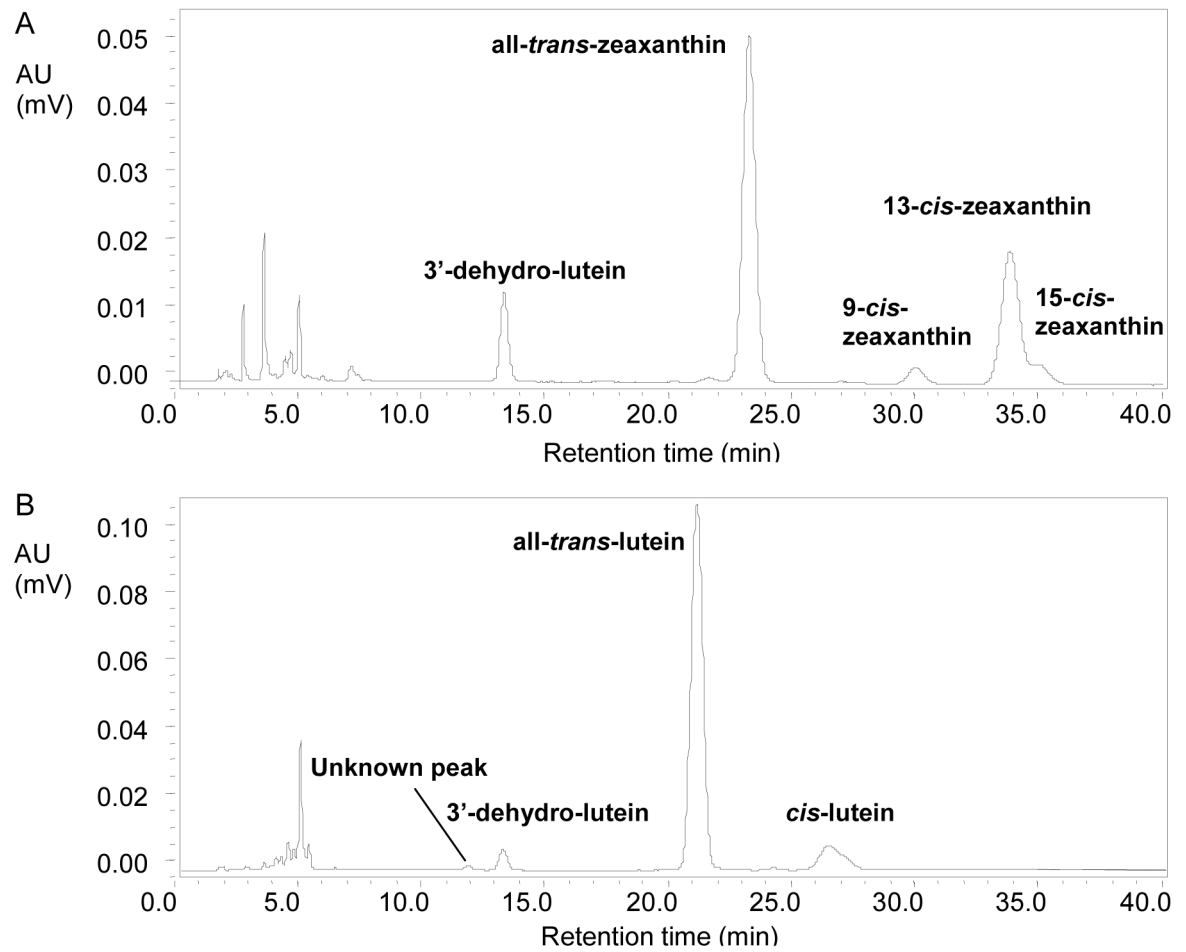 A
AU
(mV)
0.05
0.04
0.03
0.02
0.01
0.00
all-trans-zeaxanthin
13-cis-zeaxanthin
3’-dehydro-lutein
9-cis-
zeaxanthin
15-cis-
zeaxanthin
0.0 5.0 10.0 15.0 20.0 25.0 30.0 35.0 40.0
Retention time (min)
B
AU
(mV)
0.10
0.08
0.06
0.04
0.02
0.00
all-trans-lutein
Unknown peak
3’-dehydro-lutein
cis-lutein
0.0 5.0 10.0 15.0 20.0 25.0 30.0 35.0 40.0
Retention time (min)